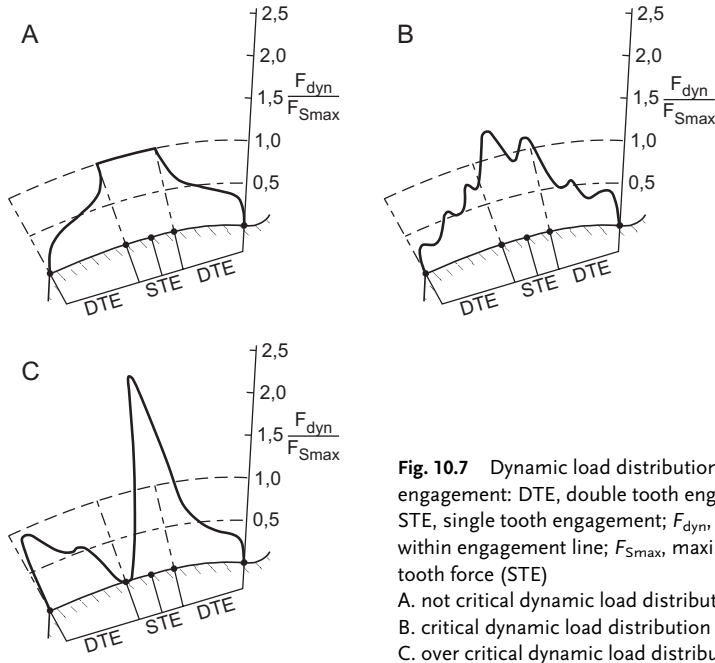 A
2,5
2,0
1,5
F_dyn
F_Smax
1,0
0,5
DTE STE DTE
B
2,5
2,0
1,5
F_dyn
F_Smax
1,0
0,5
DTE STE DTE
C
2,5
2,0
1,5
F_dyn
F_Smax
1,0
0,5
DTE STE DTE
Fig. 10.7 Dynamic load distribution
engagement: DTE, double tooth eng
STE, single tooth engagement; F_dyn,
within engagement line; F_Smax, maxi
tooth force (STE)
A. not critical dynamic load distribut
B. critical dynamic load distribution
C. over critical dynamic load distribu